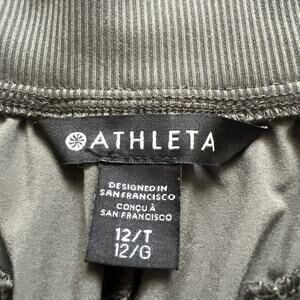 ATHLETA
DESIGNED IN
SAN FRANCISCO
CONÇU À
SAN FRANCISCO
12/T
12/G